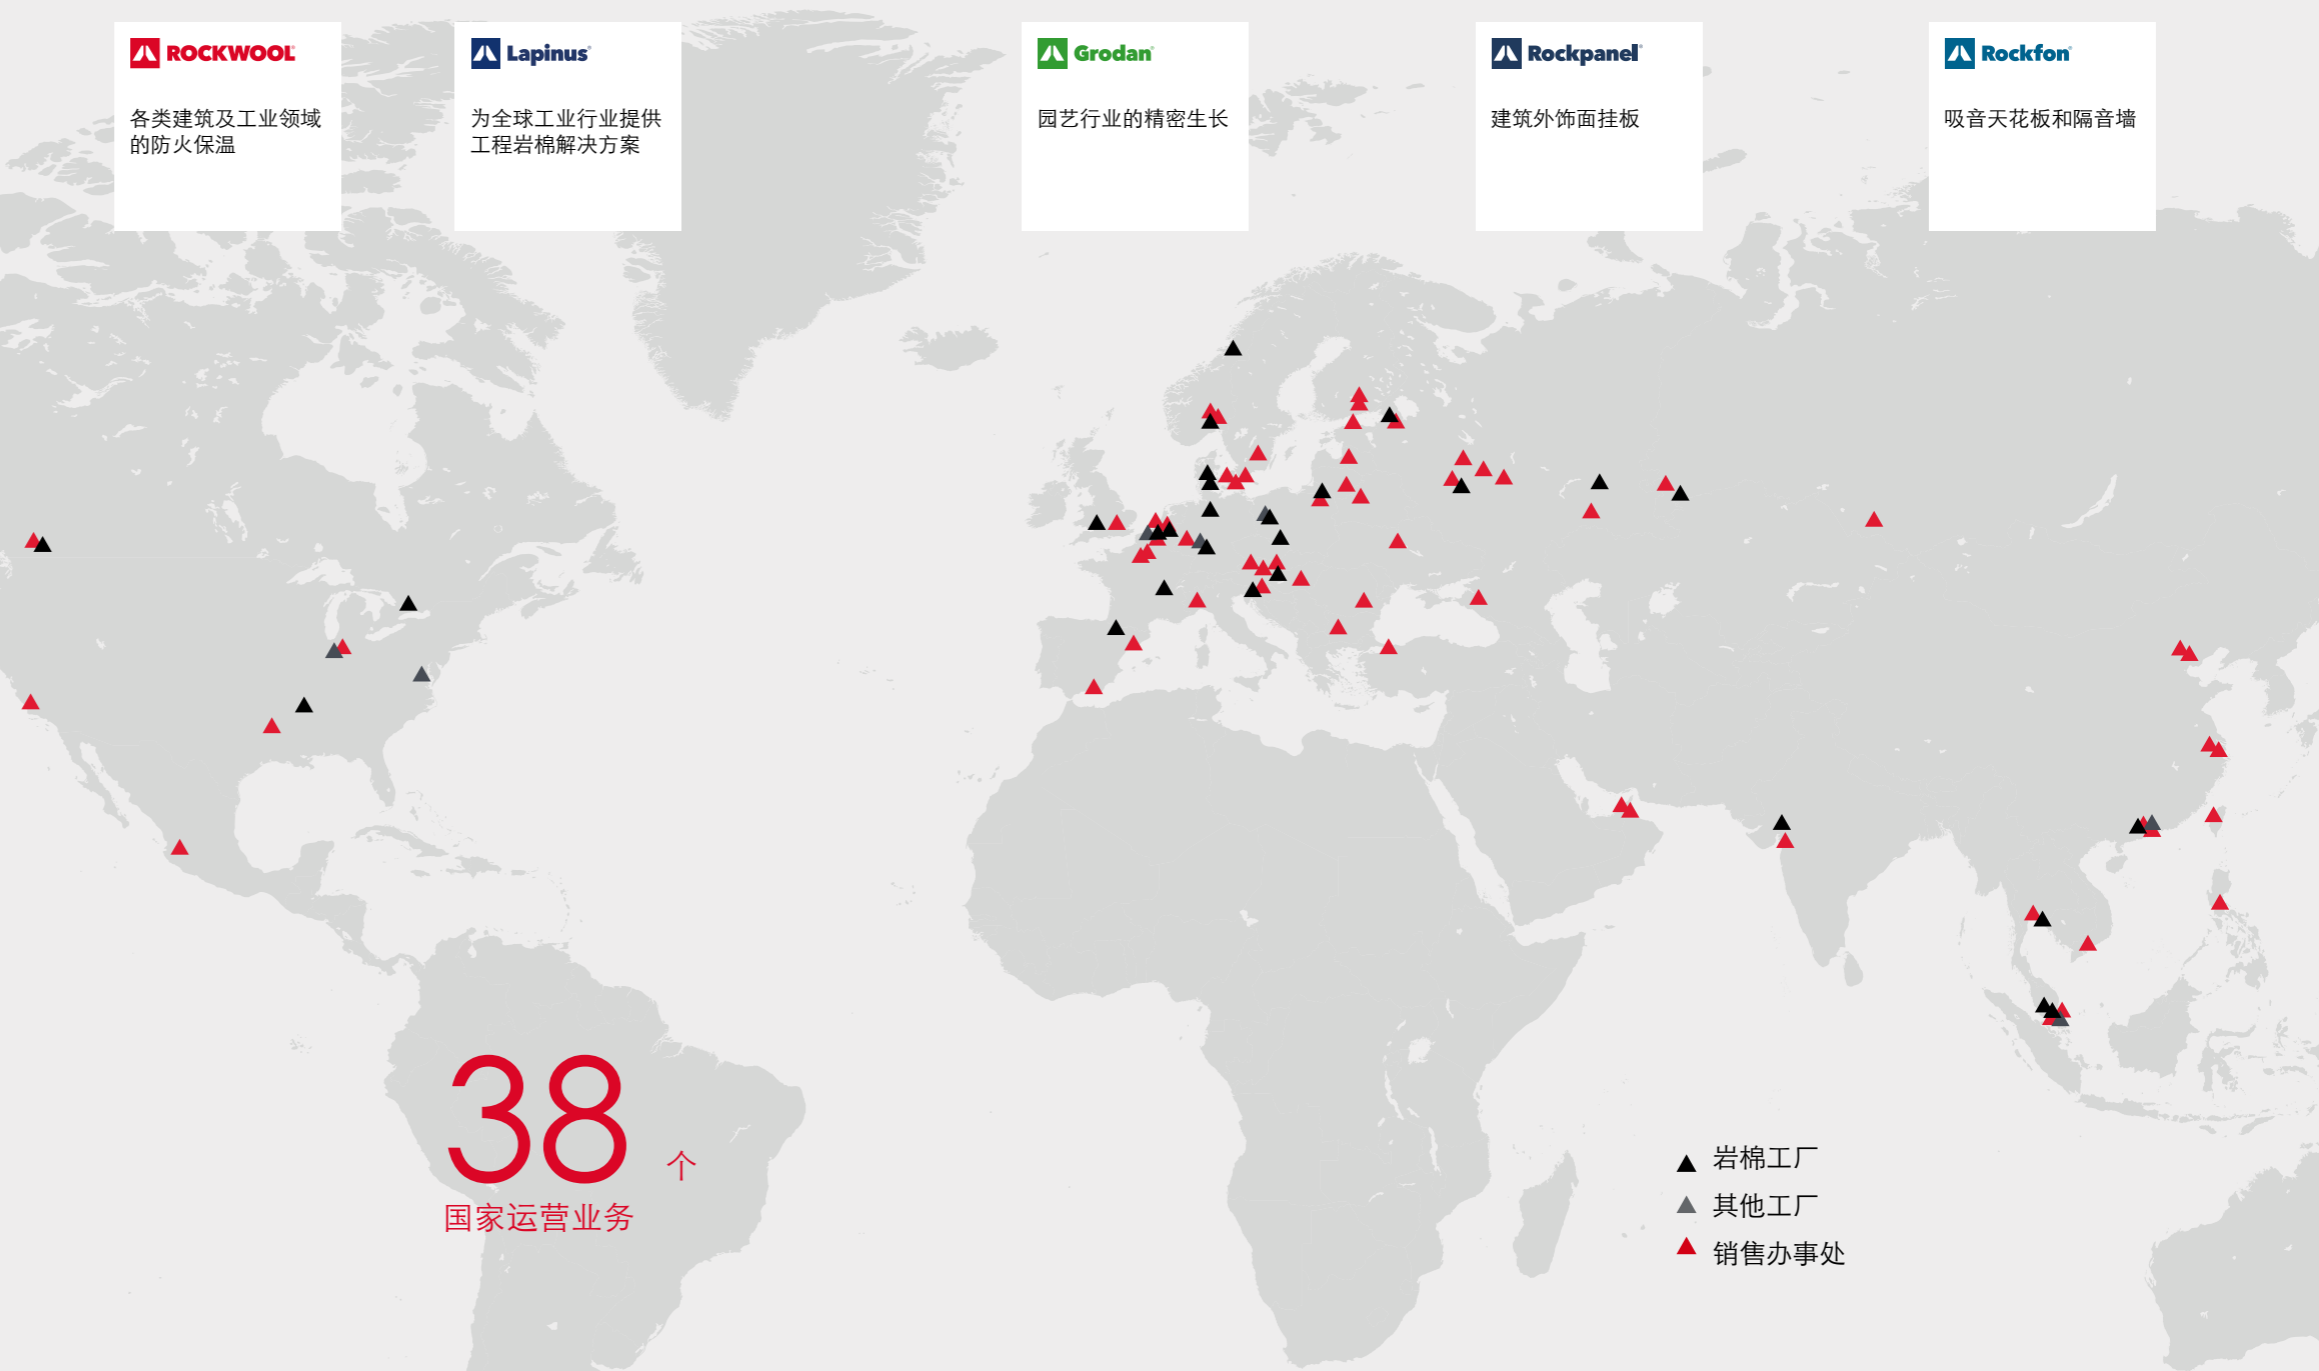 ROCKWOOL
各类建筑及工业领域
的防火保温
Lapinus
为全球工业行业提供
工程岩棉解决方案
Grodan
园艺行业的精密生长
Rockpanel
建筑外饰面挂板
Rockfon
吸音天花板和隔音墙
38 个
国家运营业务
岩棉工厂
其他工厂
销售办事处